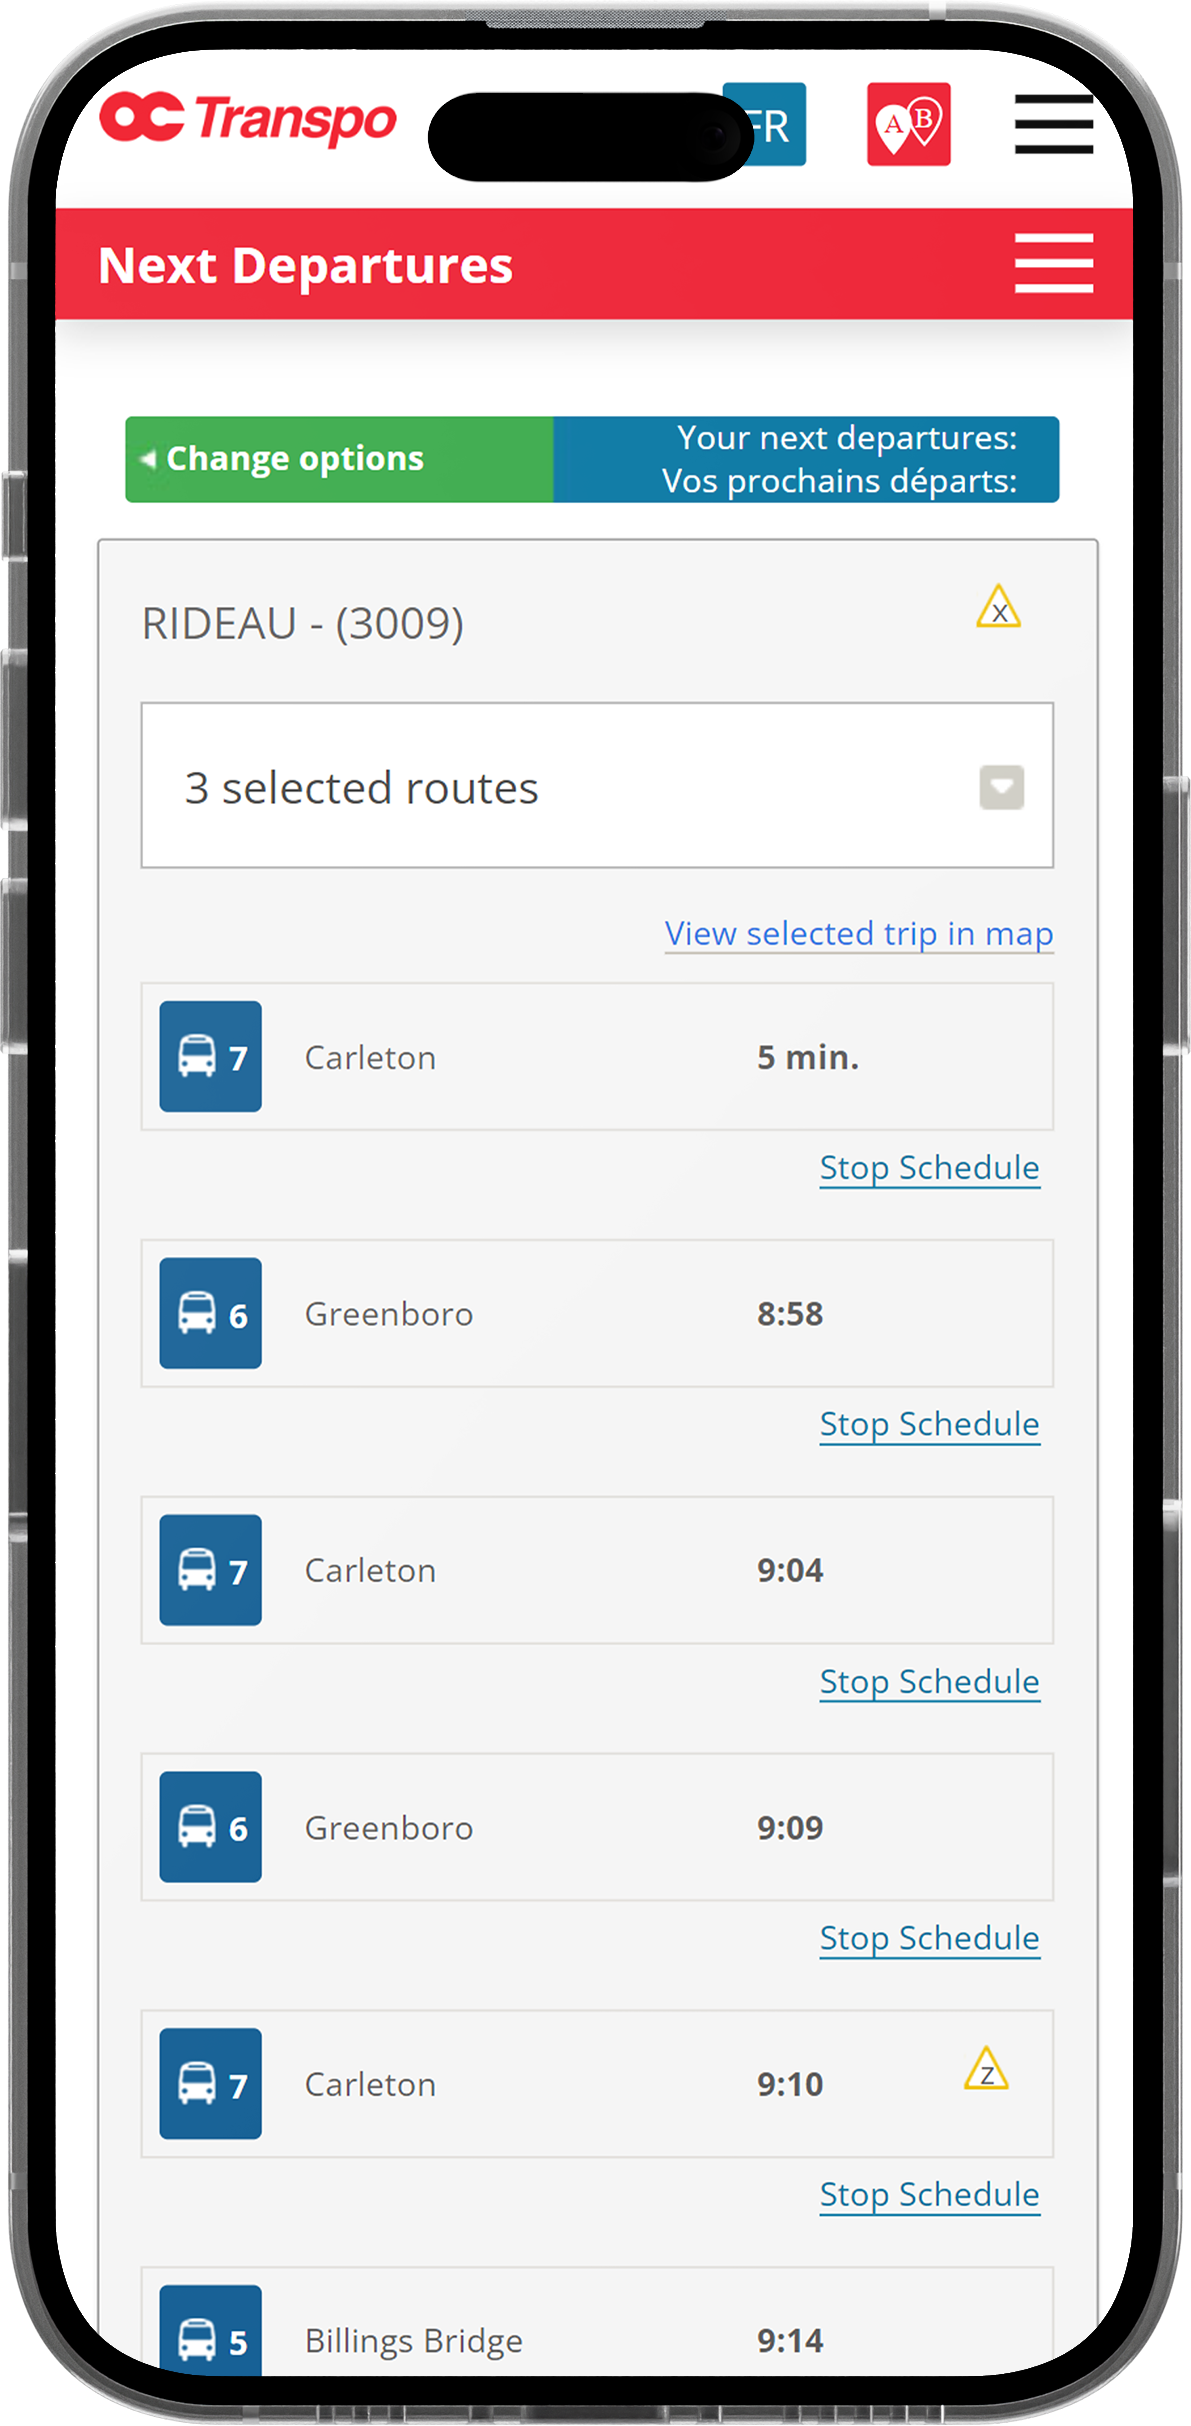 OC Transpo
FR
A B
Next Departures
Change options
Your next departures:
Vos prochains départs:
RIDEAU - (3009)
X
3 selected routes
View selected trip in map
7 Carleton 5 min.
Stop Schedule
6 Greenboro 8:58
Stop Schedule
7 Carleton 9:04
Stop Schedule
6 Greenboro 9:09
Stop Schedule
7 Carleton 9:10 Z
Stop Schedule
5 Billings Bridge 9:14